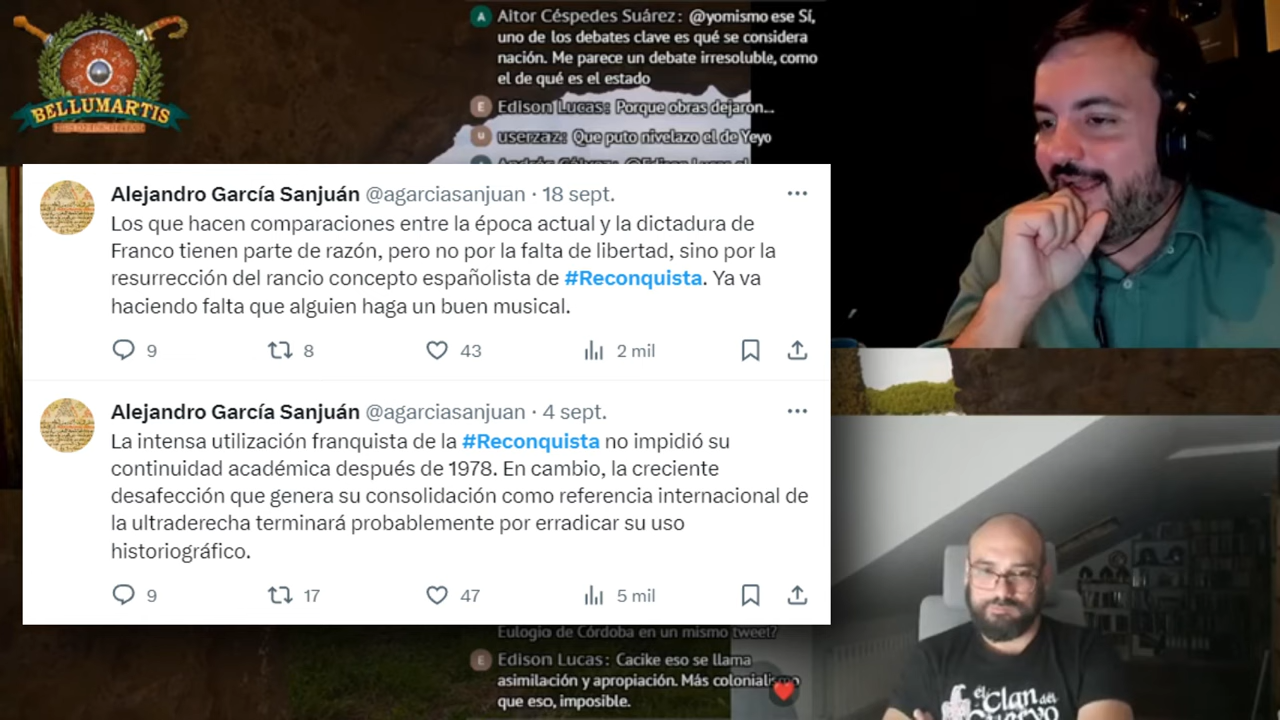 BELLUMARTIS
A
Aitor Céspedes Suárez: @yomismo ese Sí,
uno de los debates clave es qué se considera
nación. Me parece un debate irresoluble, como
el de qué es el estado
E
Edison Lucas: Porque obras dejaron...
u
userzaz: Que puto nivelazo el de Yeyo
Alejandro García Sanjuán @agarciasanjuan · 18 sept.
Los que hacen comparaciones entre la época actual y la dictadura de
Franco tienen parte de razón, pero no por la falta de libertad, sino por la
resurrección del rancio concepto españolista de #Reconquista. Ya va
haciendo falta que alguien haga un buen musical.
9 8 43 2 mil
Alejandro García Sanjuán @agarciasanjuan · 4 sept.
La intensa utilización franquista de la #Reconquista no impidió su
continuidad académica después de 1978. En cambio, la creciente
desafección que genera su consolidación como referencia internacional de
la ultraderecha terminará probablemente por erradicar su uso
historiográfico.
9 17 47 5 mil
Eulogio de Córdoba en un mismo tweet?
E
Edison Lucas: Cacike eso se llama
asimilación y apropiación. Más colonialismo
que eso, imposible.
el Clan del
Cuervo